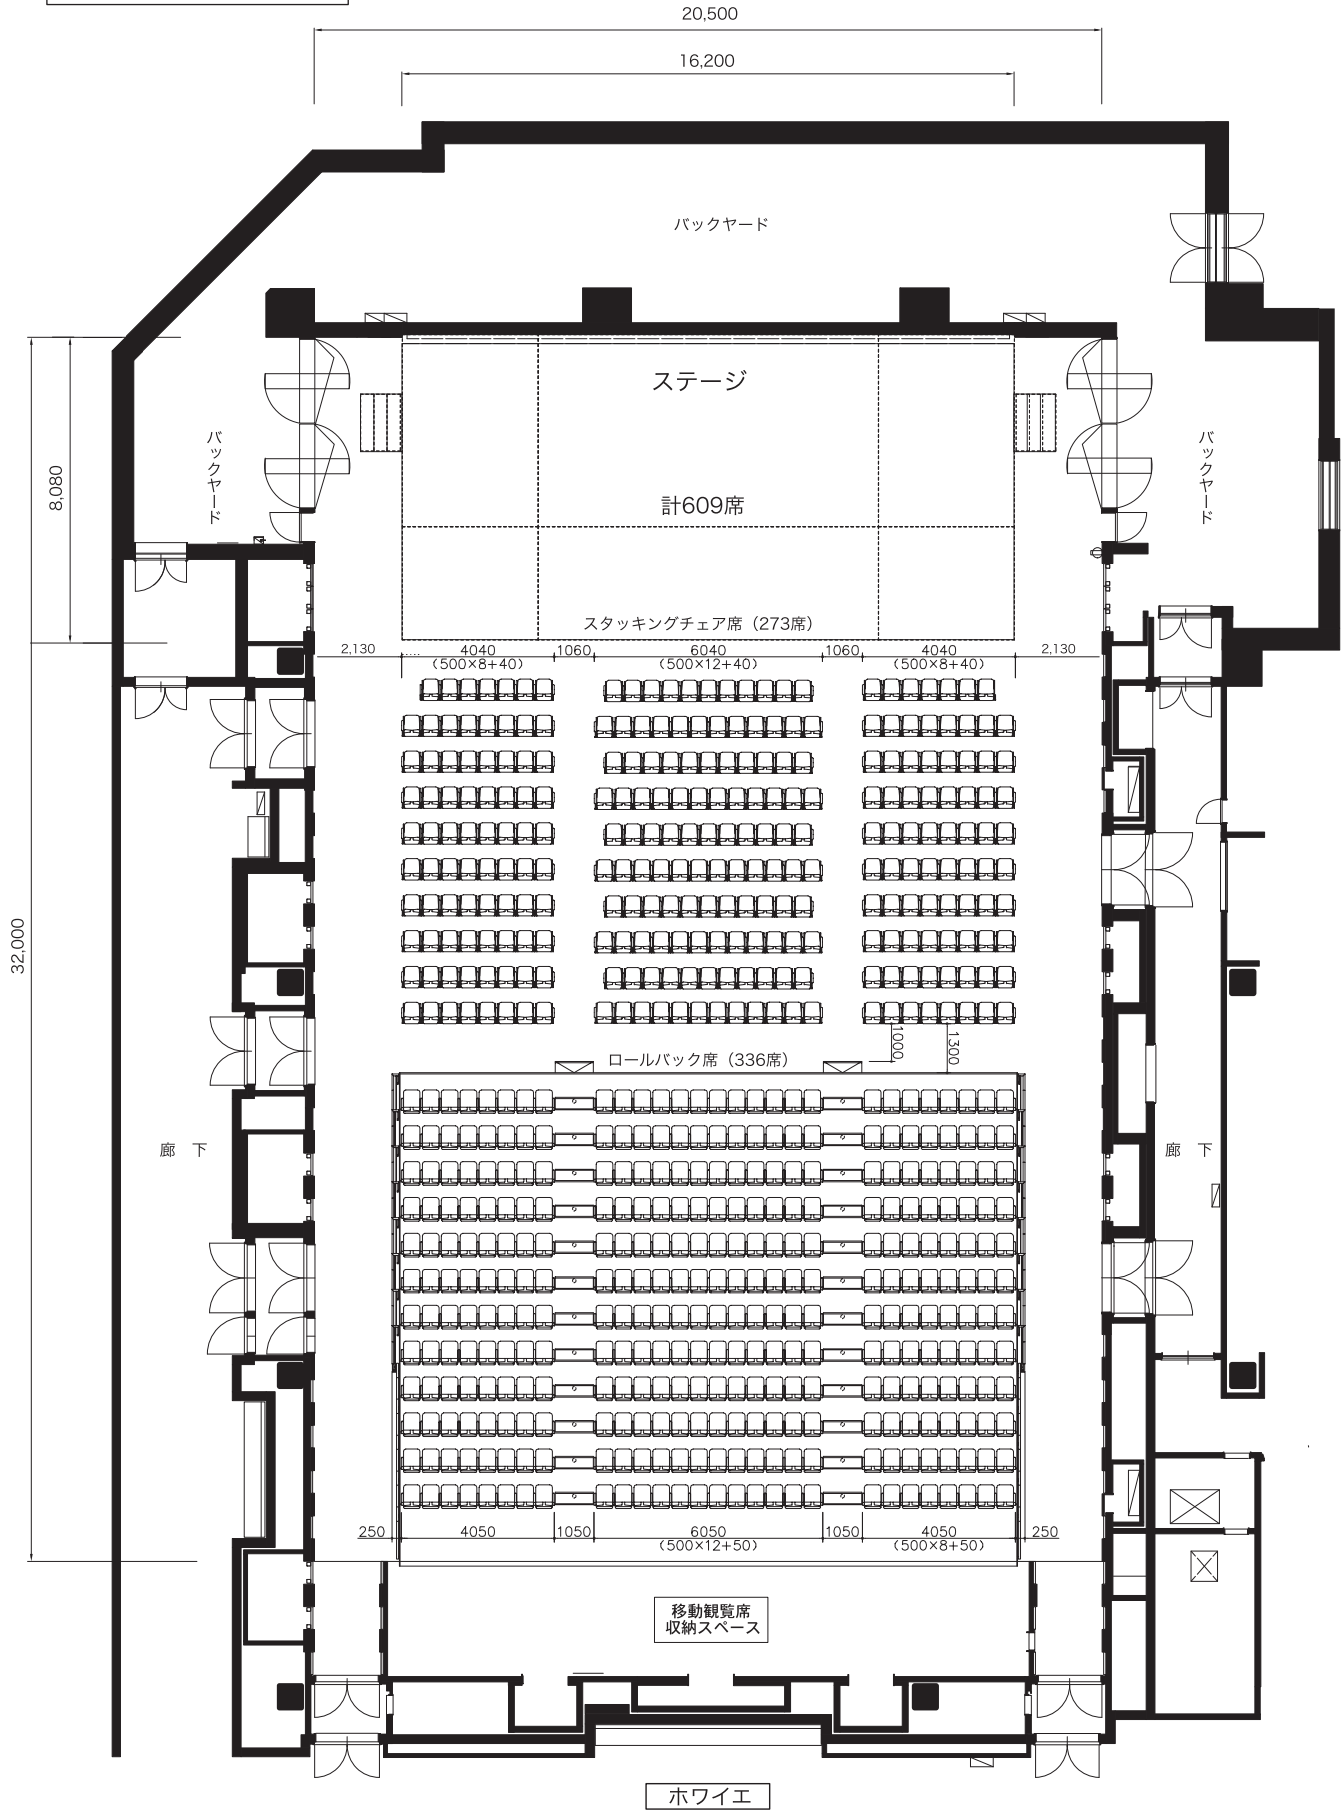 20,500
16,200
バックヤード
ステージ
バックヤード
バックヤード
8,080
計609席
スタッキングチェア席（273席）
2,130
4040
1060
6040
1060
4040
2,130
（500×8+40）
（500×12+40）
（500×8+40）
32,000
1000
1300
ロールバック席（336席）
廊 下
廊 下
250
4050
1050
6050
1050
4050
250
（500×12+50）
（500×8+50）
移動観覧席
収納スペース
ホワイエ